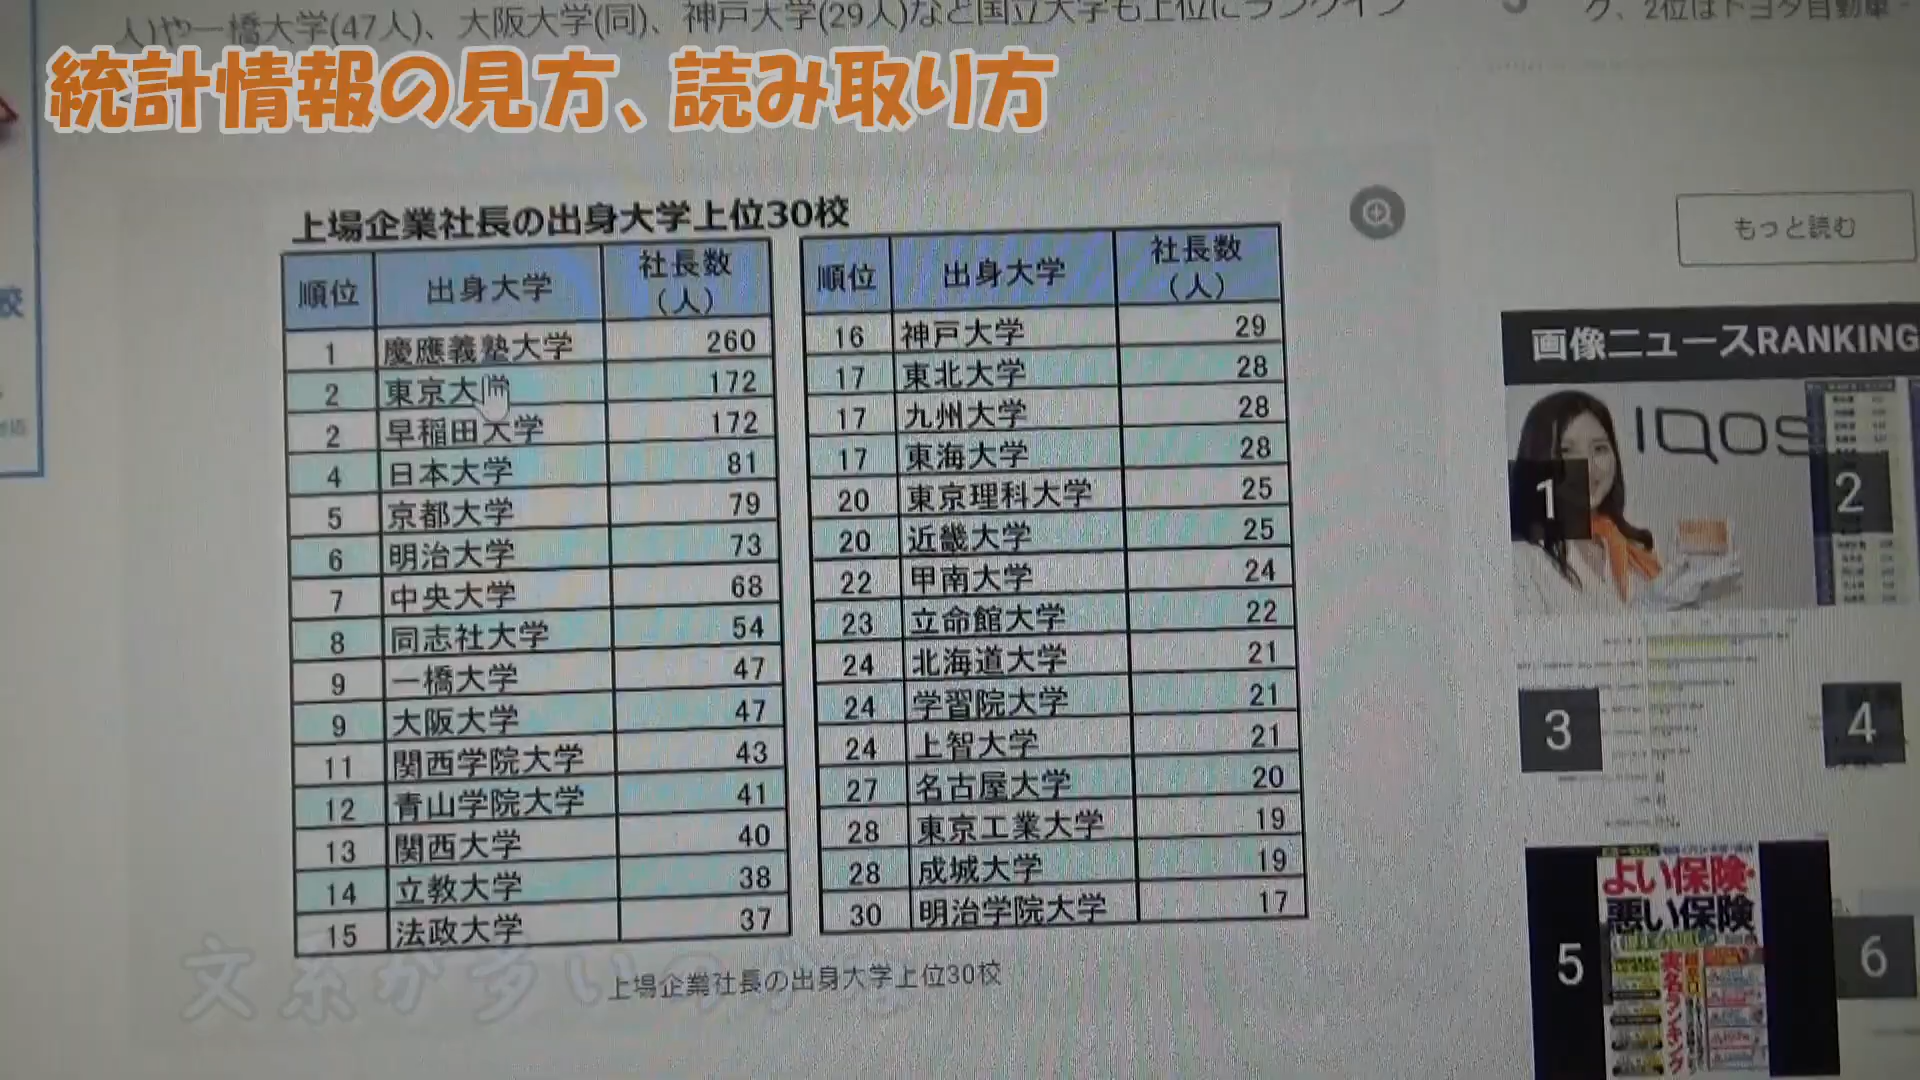 人)や一橋大学(47人)、大阪大学(同)、神戸大学(29人)など国立大学も上位にランクイン
統計情報の見方、読み取り方
上場企業社長の出身大学上位30校
順位 出身大学 社長数(人)
1 慶應義塾大学 260
2 東京大 172
2 早稲田大学 172
4 日本大学 81
5 京都大学 79
6 明治大学 73
7 中央大学 68
8 同志社大学 54
9 一橋大学 47
9 大阪大学 47
11 関西学院大学 43
12 青山学院大学 41
13 関西大学 40
14 立教大学 38
15 法政大学 37
順位 出身大学 社長数(人)
16 神戸大学 29
17 東北大学 28
17 九州大学 28
17 東海大学 28
20 東京理科大学 25
20 近畿大学 25
22 甲南大学 24
23 立命館大学 22
24 北海道大学 21
24 学習院大学 21
24 上智大学 21
27 名古屋大学 20
28 東京工業大学 19
28 成城大学 19
30 明治学院大学 17
上場企業社長の出身大学上位30校
文系が多いの
校
ク、2位はトヨタ自動車
もっと読む
画像ニュースRANKING
IQOS
1
2
3
4
5
よい保険・
悪い保険
6